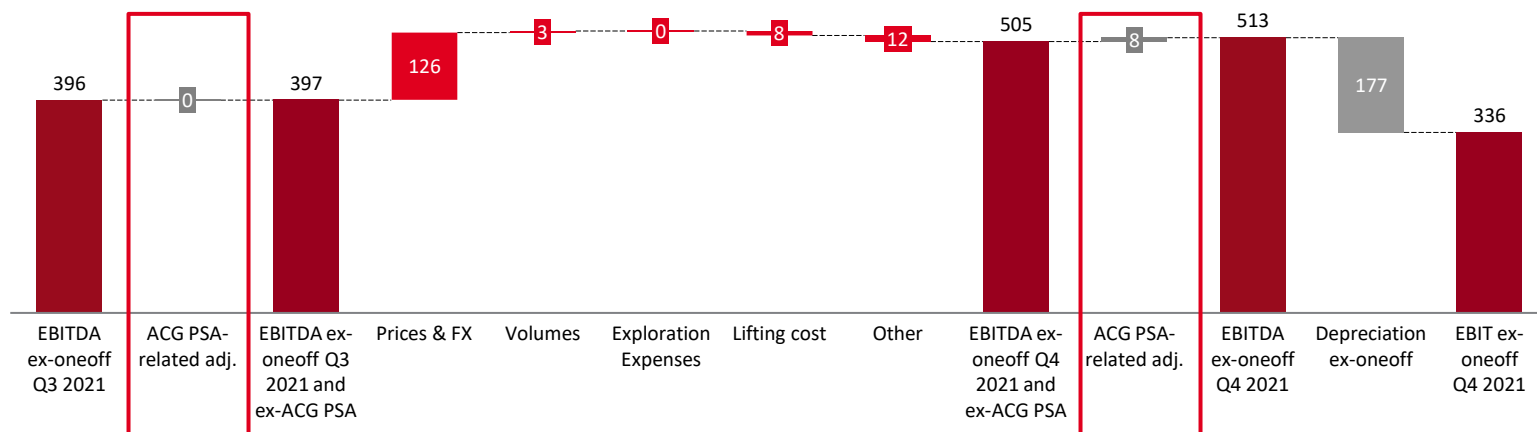 396
0
397
126
3
0
8
12
505
8
513
177
336
EBITDA
ex-oneoff
Q3 2021
ACG PSA-
related adj.
EBITDA ex-
oneoff Q3
2021 and
ex-ACG PSA
Prices & FX
Volumes
Exploration
Expenses
Lifting cost
Other
EBITDA ex-
oneoff Q4
2021 and
ex-ACG PSA
ACG PSA-
related adj.
EBITDA
ex-oneoff
Q4 2021
Depreciation
ex-oneoff
EBIT ex-
oneoff
Q4 2021